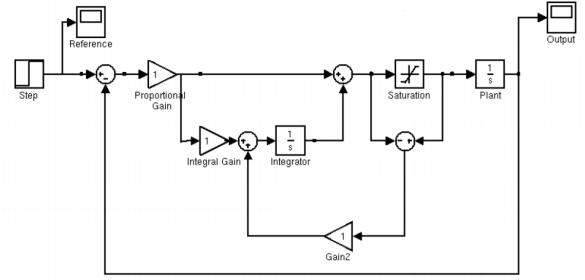 Reference
Output
Step
1
Proportional
Gain
Saturation
1
s
Plant
1
Integral Gain
1
s
Integrator
1
Gain2